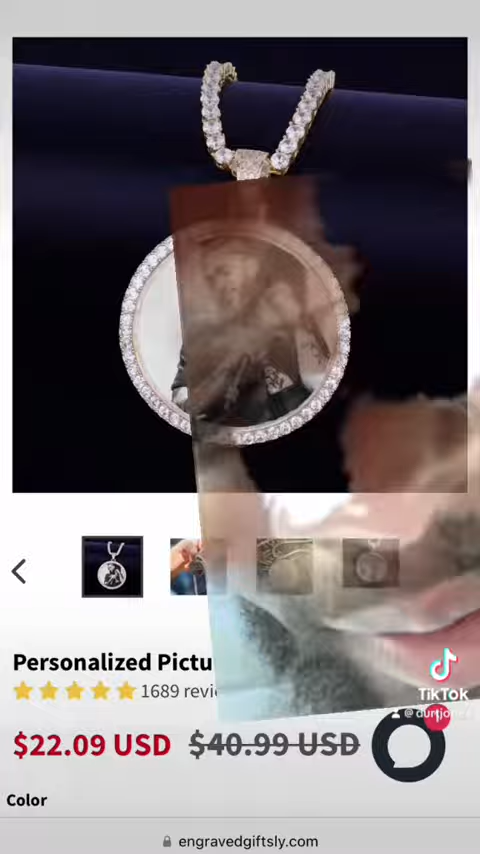 Personalized Pictu
1689 revi
TikTok
$22.09 USD $40.99 USD
Color
engravedgiftsly.com